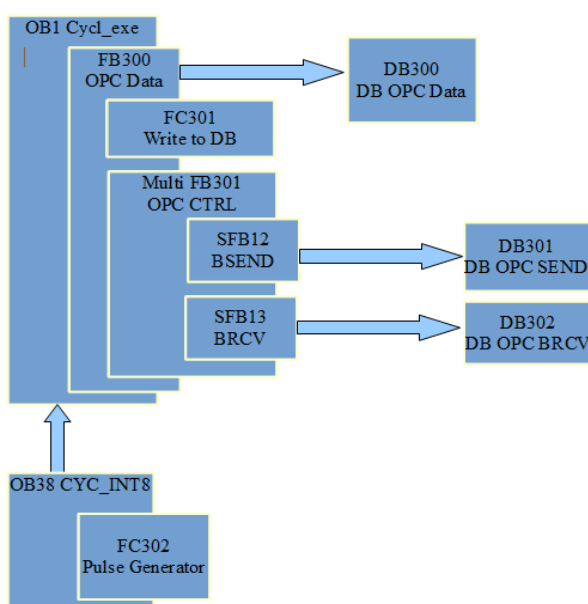 OB1 Cycl_exe
FB300
OPC Data
DB300
DB OPC Data
FC301
Write to DB
Multi FB301
OPC CTRL
SFB12
BSEND
DB301
DB OPC SEND
SFB13
BRCV
DB302
DB OPC BRCV
OB38 CYC_INT8
FC302
Pulse Generator